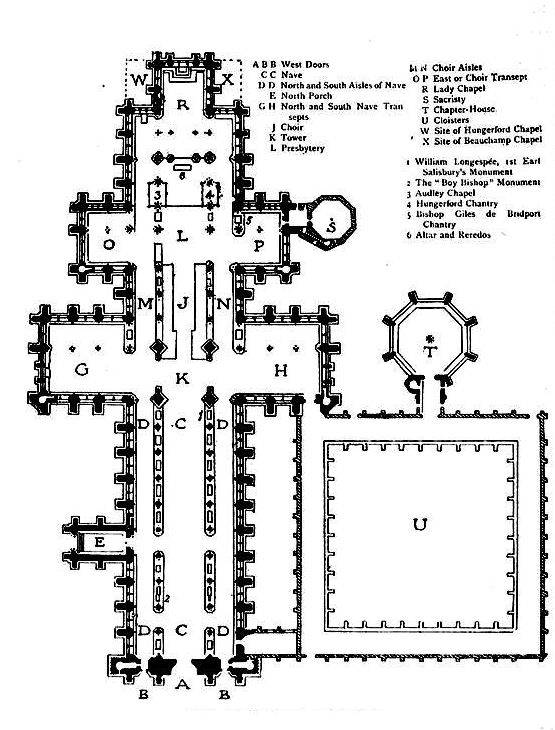 A B B West Doors
C C Nave
D D North and South Aisles of Nave
E North Porch
G H North and South Nave Tran
septs
J Choir
K Tower
L Presbytery
M N Choir Aisles
O P East or Choir Transept
R Lady Chapel
S Sacristy
T Chapter-House
U Cloisters
W Site of Hungerford Chapel
X Site of Beauchamp Chapel
1 William Longespée, 1st Earl
Salisbury's Monument
2 The "Boy Bishop" Monument
3 Audley Chapel
4 Hungerford Chantry
5 Bishop Giles de Bridport
Chantry
6 Altar and Reredos
W X
R
6
3 4
5
S
O L P
M J N
T
G K H
1
D C D
U
E
2
D C D
A
B B